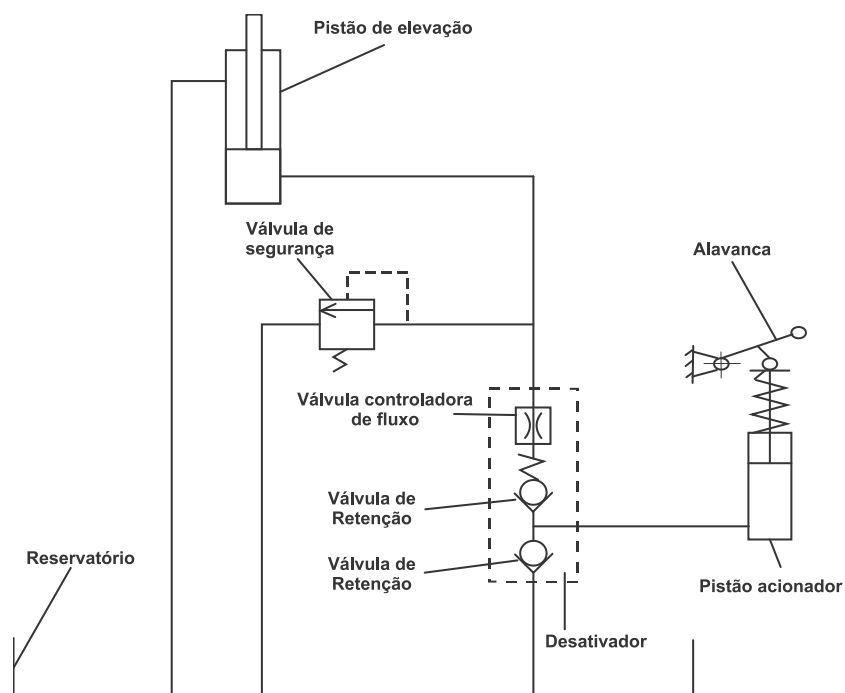 Pistão de elevação
Válvula de
segurança
Alavanca
Válvula controladora
de fluxo
Válvula de
Retenção
Reservatório
Válvula de
Retenção
Pistão acionador
Desativador